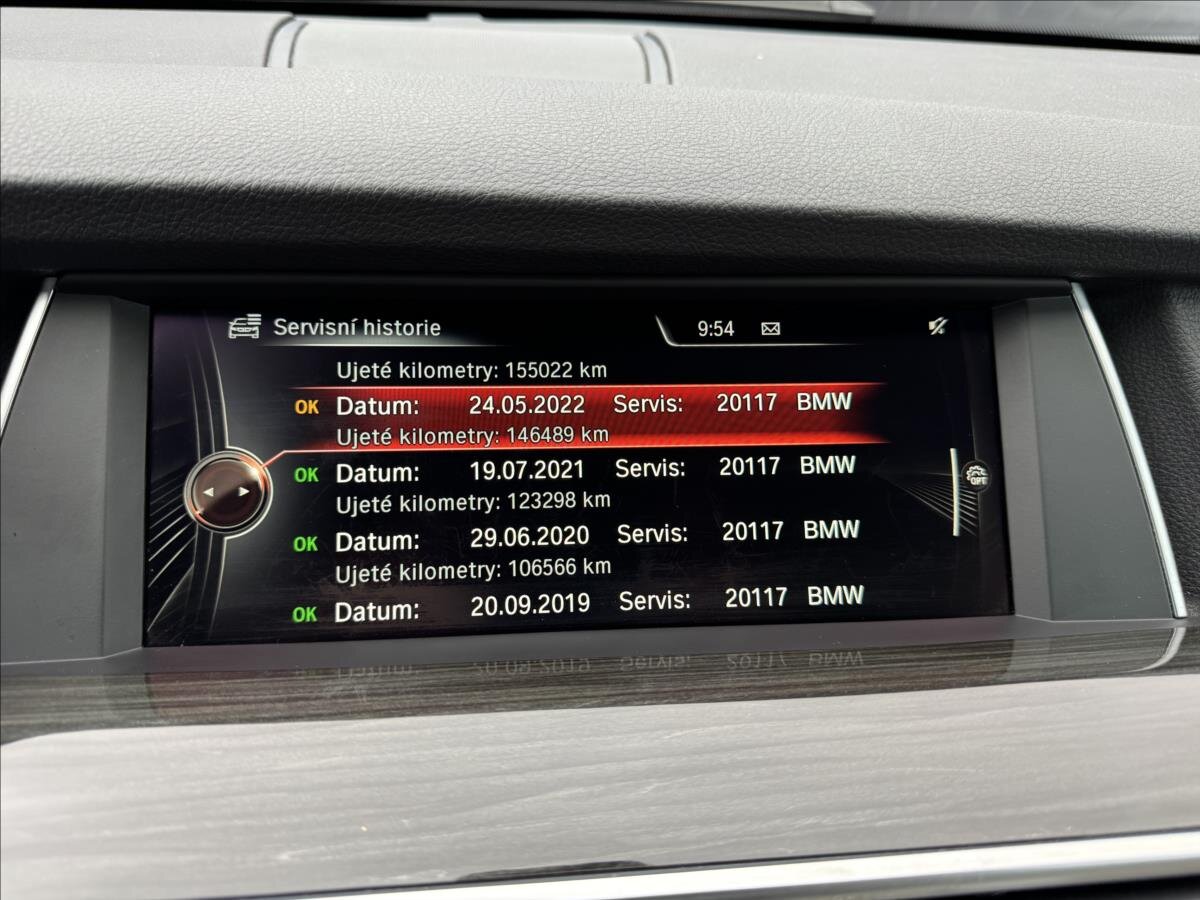 Servisní historie 9:54
Ujeté kilometry: 155022 km
OK Datum: 24.05.2022 Servis: 20117 BMW
Ujeté kilometry: 146489 km
OK Datum: 19.07.2021 Servis: 20117 BMW
Ujeté kilometry: 123298 km
OK Datum: 29.06.2020 Servis: 20117 BMW
Ujeté kilometry: 106566 km
OK Datum: 20.09.2019 Servis: 20117 BMW
OPT